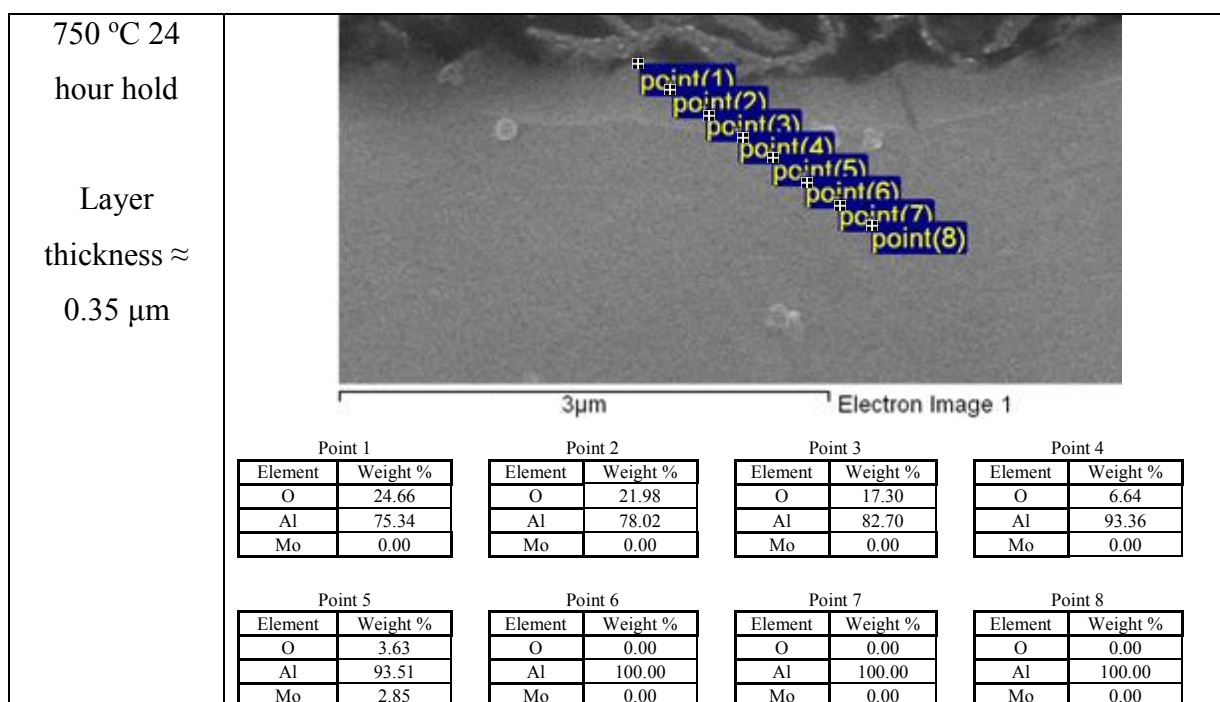 750 ºC 24
hour hold
Layer
thickness ≈
0.35 μm
point(1)
point(2)
point(3)
point(4)
point(5)
point(6)
point(7)
point(8)
3μm Electron Image 1
Point 1 Point 2 Point 3 Point 4
Element Weight % Element Weight % Element Weight % Element Weight %
O 24.66 O 21.98 O 17.30 O 6.64
Al 75.34 Al 78.02 Al 82.70 Al 93.36
Mo 0.00 Mo 0.00 Mo 0.00 Mo 0.00
Point 5 Point 6 Point 7 Point 8
Element Weight % Element Weight % Element Weight % Element Weight %
O 3.63 O 0.00 O 0.00 O 0.00
Al 93.51 Al 100.00 Al 100.00 Al 100.00
Mo 2.85 Mo 0.00 Mo 0.00 Mo 0.00